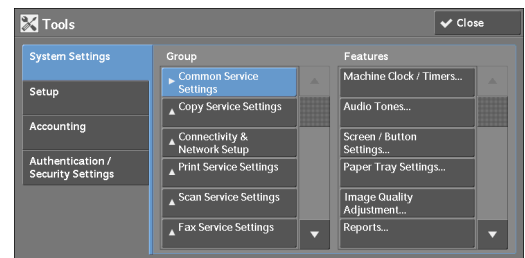 Tools
Close
System Settings
Setup
Accounting
Authentication /
Security Settings
Group
Common Service
Settings
Copy Service Settings
Connectivity &
Network Setup
Print Service Settings
Scan Service Settings
Fax Service Settings
Features
Machine Clock / Timers...
Audio Tones...
Screen / Button
Settings...
Paper Tray Settings...
Image Quality
Adjustment...
Reports...